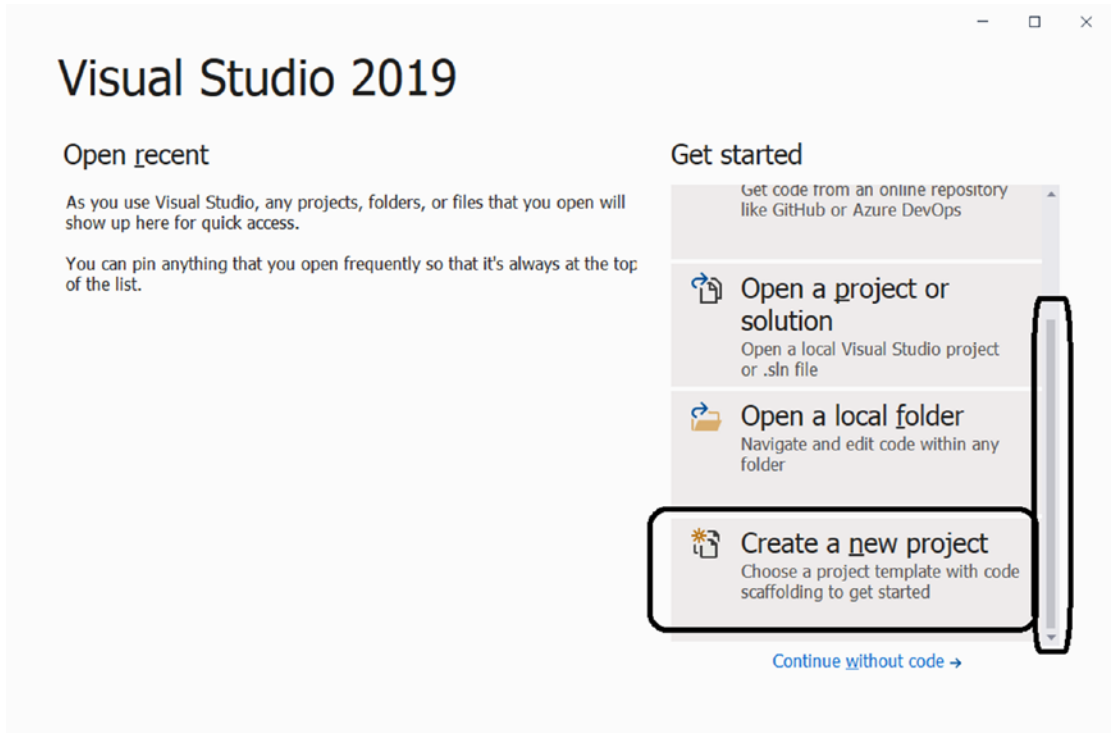 Visual Studio 2019
Open recent
As you use Visual Studio, any projects, folders, or files that you open will
show up here for quick access.
You can pin anything that you open frequently so that it's always at the top
of the list.
Get started
Get code from an online repository
like GitHub or Azure DevOps
Open a project or
solution
Open a local Visual Studio project
or .sln file
Open a local folder
Navigate and edit code within any
folder
Create a new project
Choose a project template with code
scaffolding to get started
Continue without code →